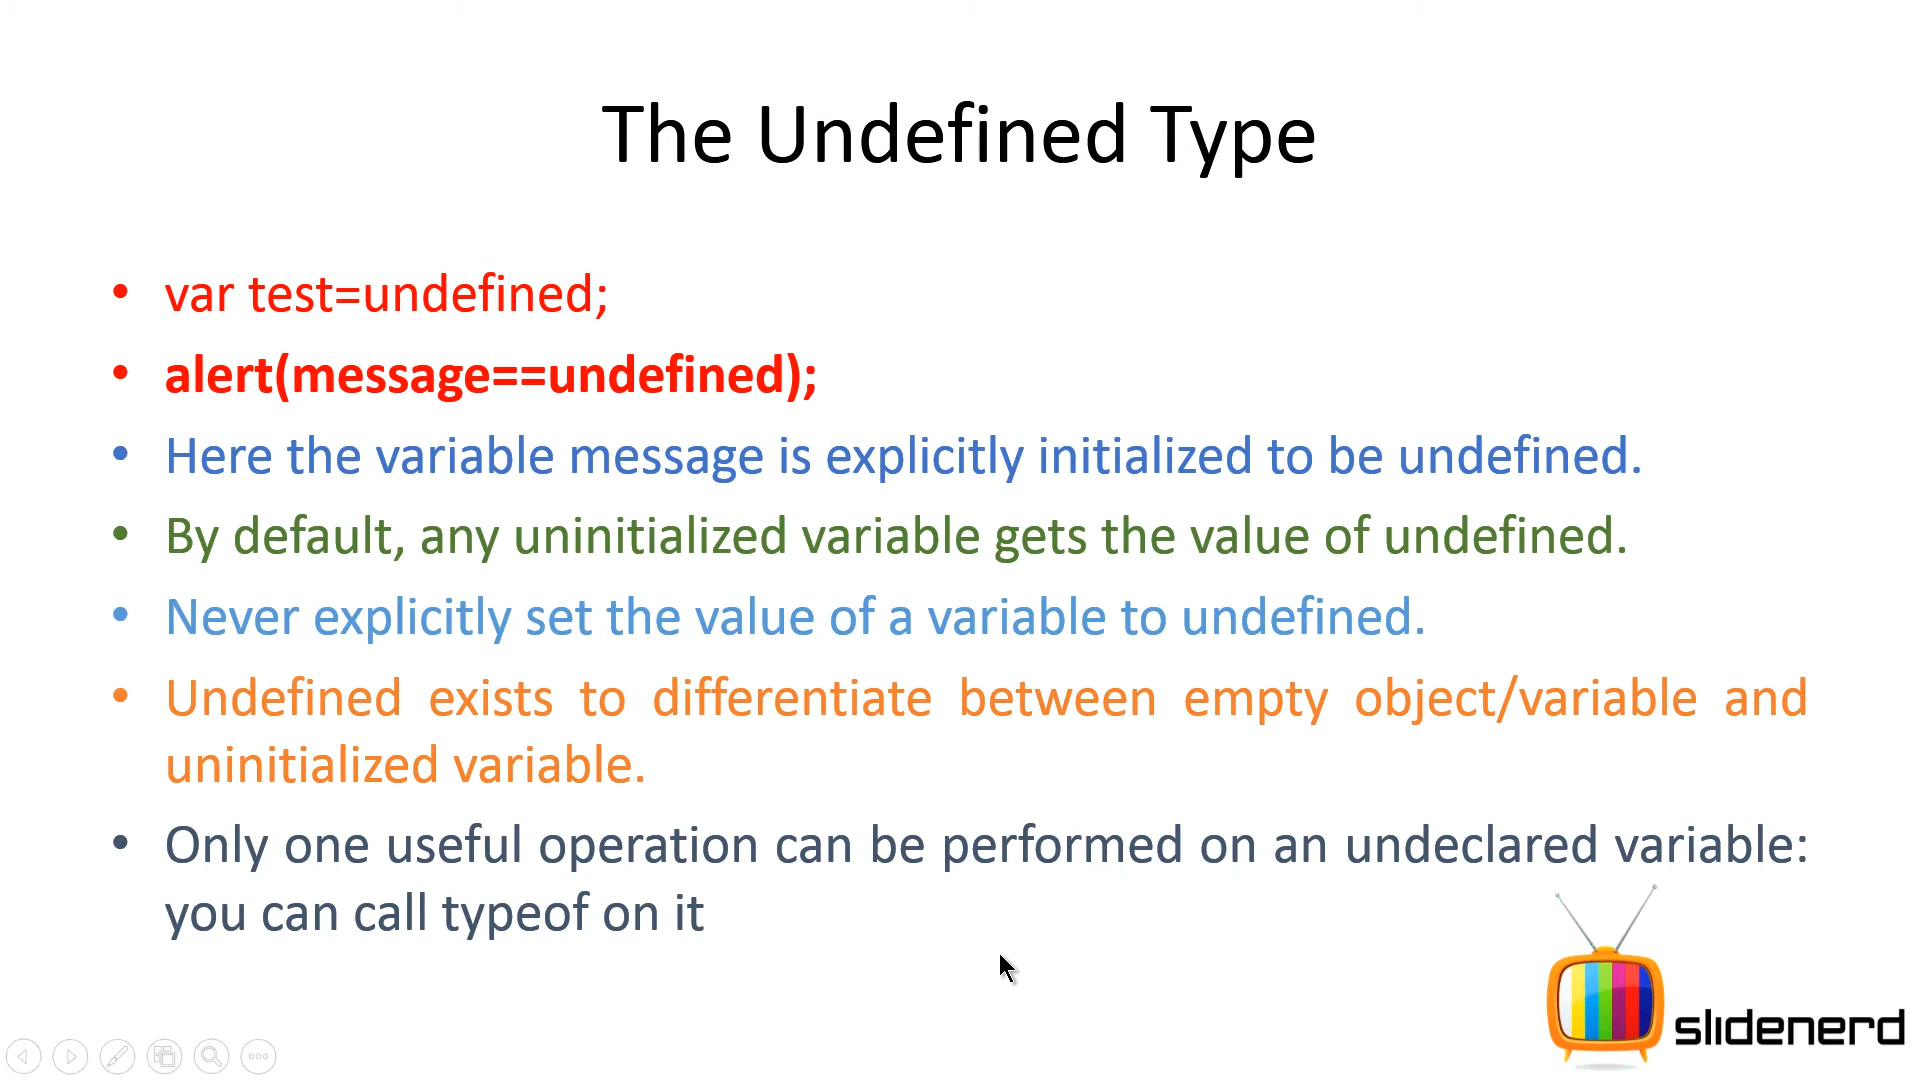 The Undefined Type
• var test=undefined;
• alert(message==undefined);
• Here the variable message is explicitly initialized to be undefined.
• By default, any uninitialized variable gets the value of undefined.
• Never explicitly set the value of a variable to undefined.
• Undefined exists to differentiate between empty object/variable and
uninitialized variable.
• Only one useful operation can be performed on an undeclared variable:
you can call typeof on it
slidenerd